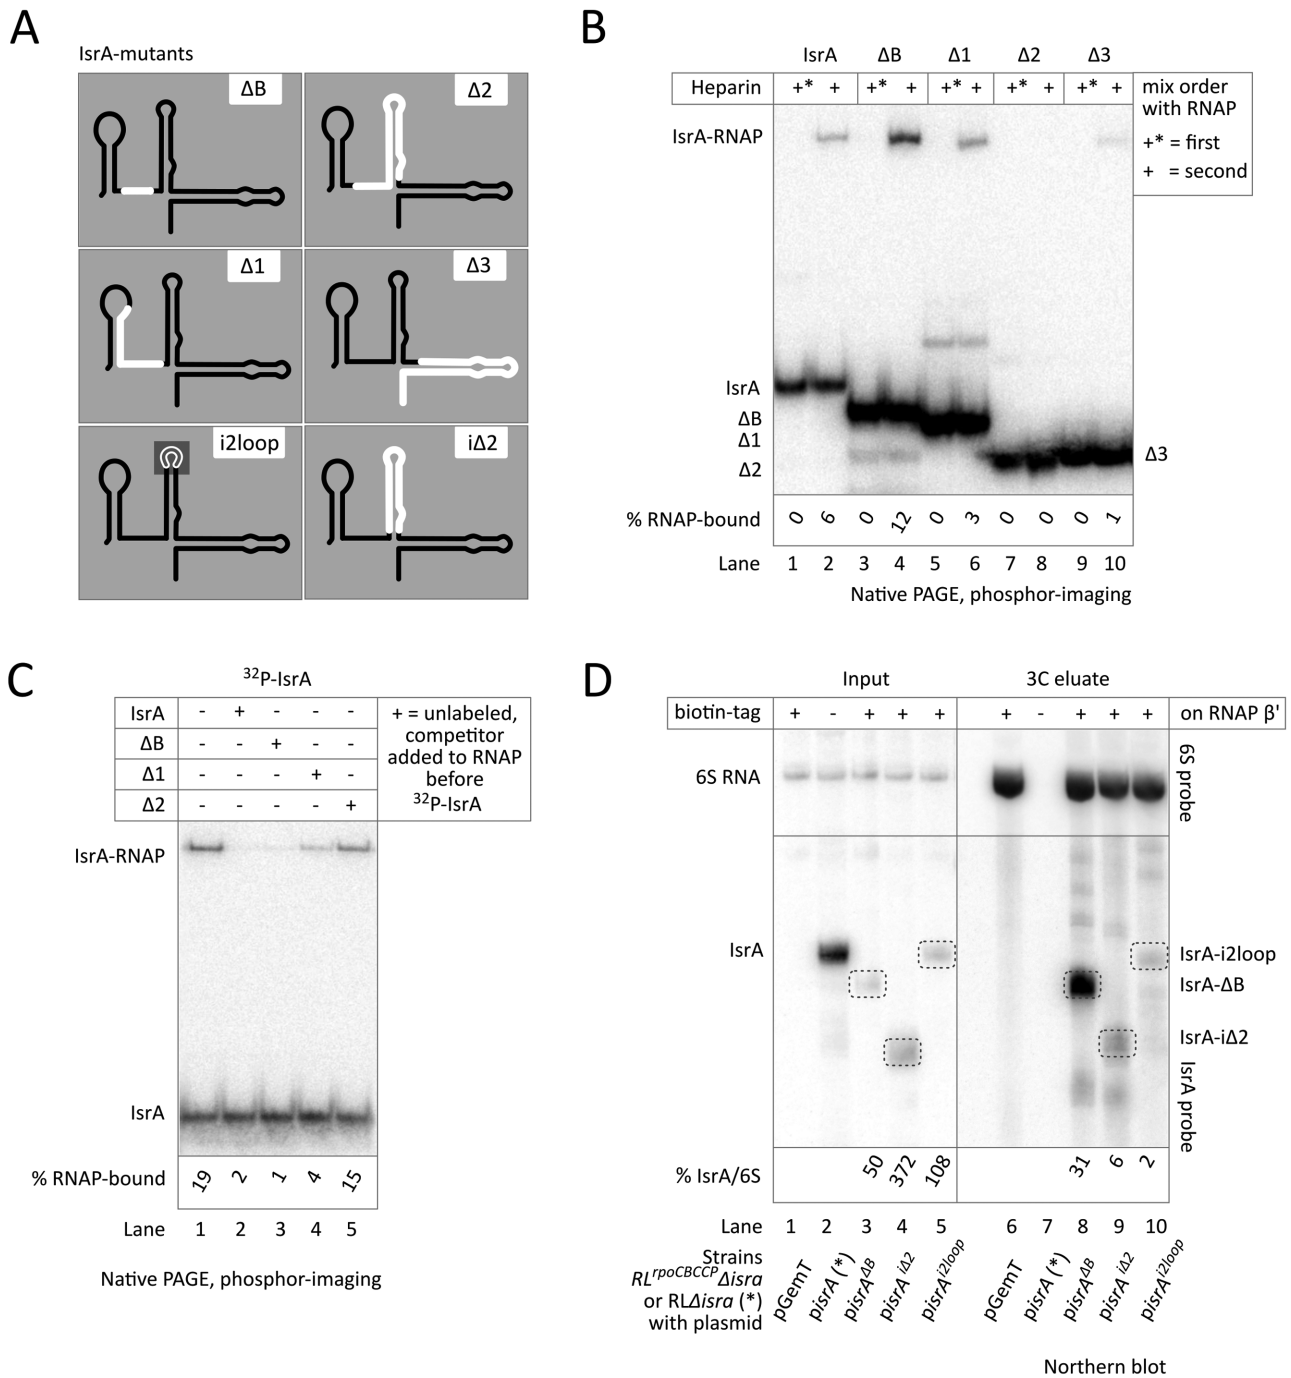 A
IsrA-mutants
ΔB
Δ2
Δ1
Δ3
i2loop
iΔ2
B
IsrA ΔB Δ1 Δ2 Δ3
Heparin +* + +* + +* + +* + +* +
mix order
with RNAP
+* = first
+ = second
IsrA-RNAP
IsrA
ΔB
Δ1
Δ2
Δ3
% RNAP-bound 0 6 0 12 0 3 0 0 0 1
Lane 1 2 3 4 5 6 7 8 9 10
Native PAGE, phosphor-imaging
C
³²P-IsrA
IsrA - + - - -
ΔB - - + - -
Δ1 - - - + -
Δ2 - - - - +
+ = unlabeled,
competitor
added to RNAP
before
³²P-IsrA
IsrA-RNAP
IsrA
% RNAP-bound 19 2 1 4 15
Lane 1 2 3 4 5
Native PAGE, phosphor-imaging
D
Input 3C eluate
biotin-tag + - + + + + - + + + on RNAP β'
6S RNA
6S probe
IsrA
IsrA-i2loop
IsrA-ΔB
IsrA-iΔ2
IsrA probe
% IsrA/6S 50 372 108 31 6 2
Lane 1 2 3 4 5 6 7 8 9 10
Strains
RL^rpoCBCCP Δisra
or RLΔisra (*)
with plasmid
pGemT
pisrA (*)
pisrA^ΔB
pisrA^iΔ2
pisrA^i2loop
pGemT
pisrA (*)
pisrA^ΔB
pisrA^iΔ2
pisrA^i2loop
Northern blot